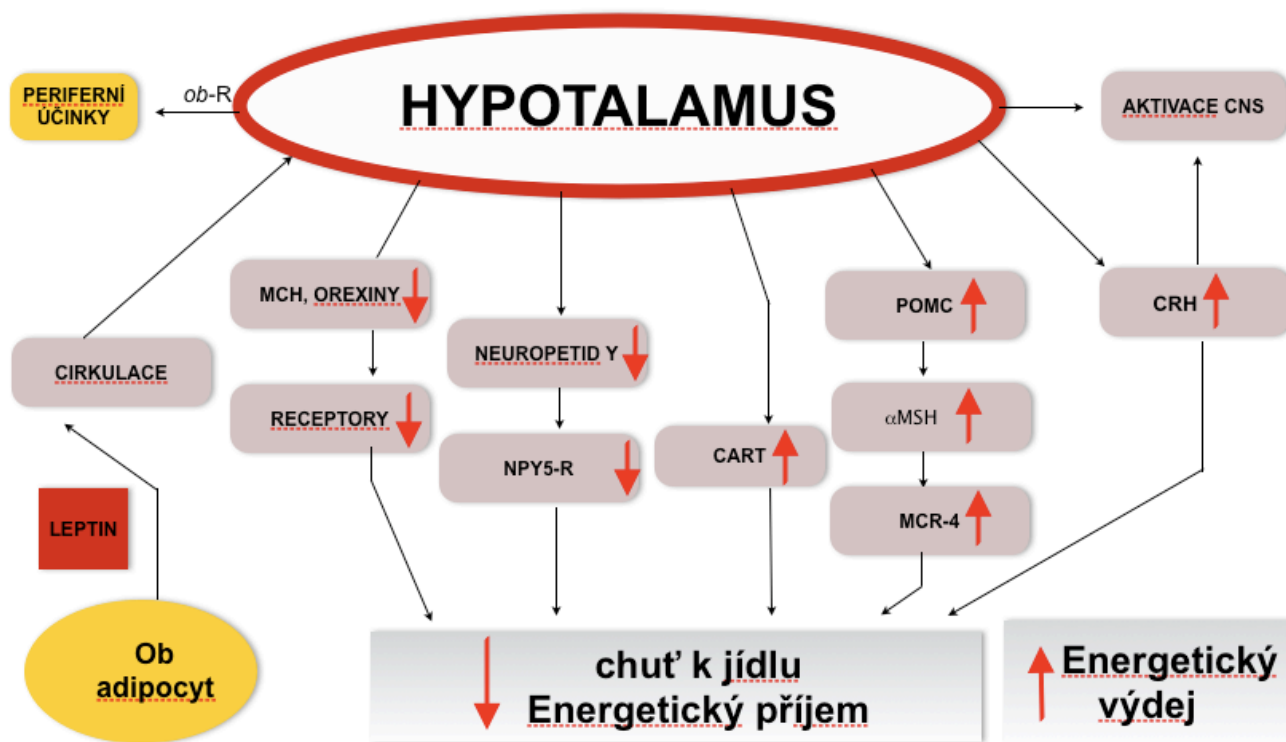 HYPOTALAMUS
PERIFERNÍ
ÚČINKY
ob-R
AKTIVACE CNS
MCH, OREXINY
POMC
CRH
CIRKULACE
NEUROPETID Y
RECEPTORY
αMSH
NPY5-R
CART
MCR-4
LEPTIN
Ob
adipocyt
chuť k jídlu
Energetický příjem
Energetický
výdej